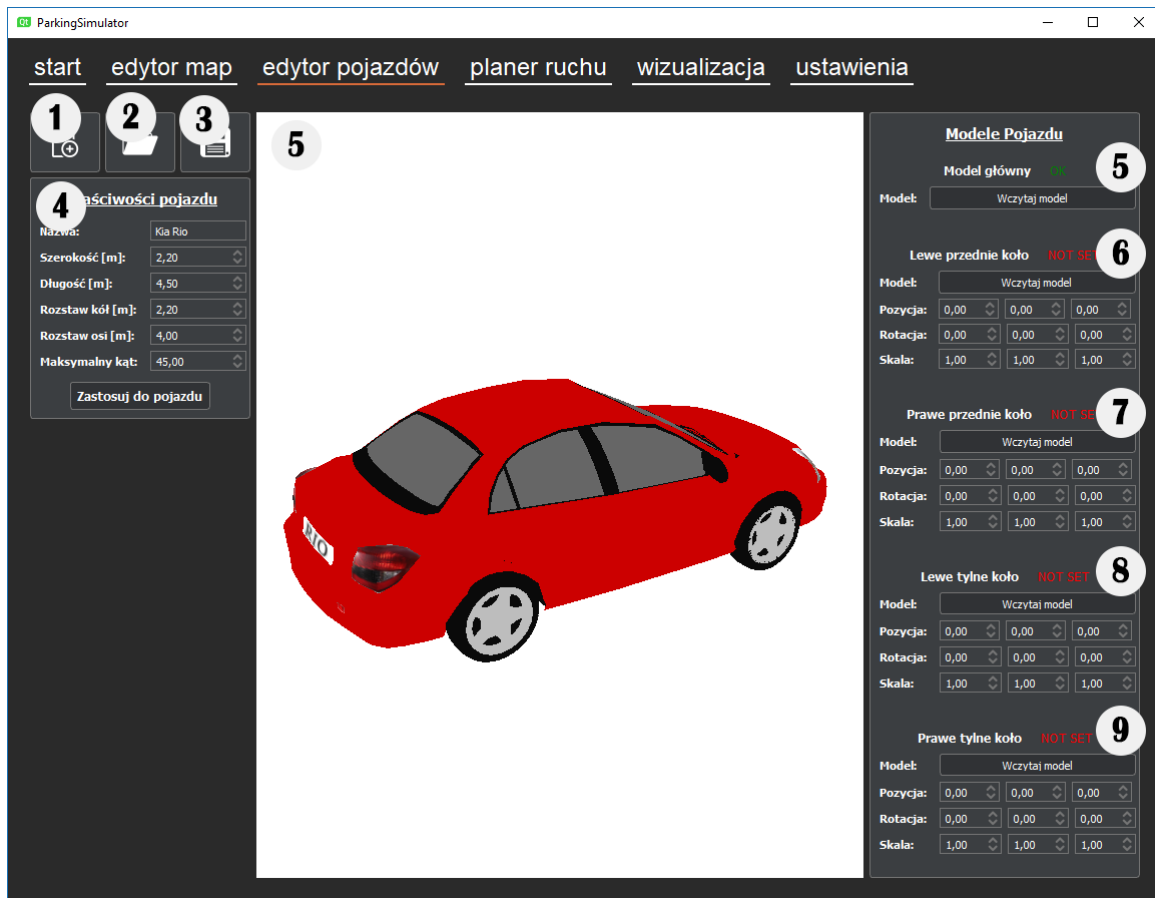 Qt ParkingSimulator
start edytor map edytor pojazdów planer ruchu wizualizacja ustawienia
1 2 3
4
aściwości pojazdu
Nazwa: Kia Rio
Szerokość [m]: 2,20
Długość [m]: 4,50
Rozstaw kół [m]: 2,20
Rozstaw osi [m]: 4,00
Maksymalny kąt: 45,00
Zastosuj do pojazdu
5
RIO
Modele Pojazdu
Model główny OK 5
Model: Wczytaj model
Lewe przednie koło NOT SE 6
Model: Wczytaj model
Pozycja: 0,00 0,00 0,00
Rotacja: 0,00 0,00 0,00
Skala: 1,00 1,00 1,00
Prawe przednie koło NOT SE 7
Model: Wczytaj model
Pozycja: 0,00 0,00 0,00
Rotacja: 0,00 0,00 0,00
Skala: 1,00 1,00 1,00
Lewe tylne koło NOT SET 8
Model: Wczytaj model
Pozycja: 0,00 0,00 0,00
Rotacja: 0,00 0,00 0,00
Skala: 1,00 1,00 1,00
Prawe tylne koło NOT SET 9
Model: Wczytaj model
Pozycja: 0,00 0,00 0,00
Rotacja: 0,00 0,00 0,00
Skala: 1,00 1,00 1,00